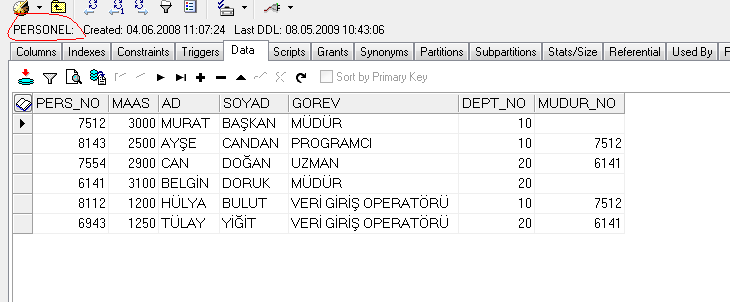 PERSONEL: Created: 04.06.2008 11:07:24 Last DDL: 08.05.2009 10:43:06
Columns Indexes Constraints Triggers Data Scripts Grants Synonyms Partitions Subpartitions Stats/Size Referential Used By
Sort by Primary Key
PERS_NO MAAS AD SOYAD GOREV DEPT_NO MUDUR_NO
7512 3000 MURAT BAŞKAN MÜDÜR 10
8143 2500 AYŞE CANDAN PROGRAMCI 10 7512
7554 2900 CAN DOĞAN UZMAN 20 6141
6141 3100 BELGİN DORUK MÜDÜR 20
8112 1200 HÜLYA BULUT VERİ GİRİŞ OPERATÖRÜ 10 7512
6943 1250 TÜLAY YİĞİT VERİ GİRİŞ OPERATÖRÜ 20 6141